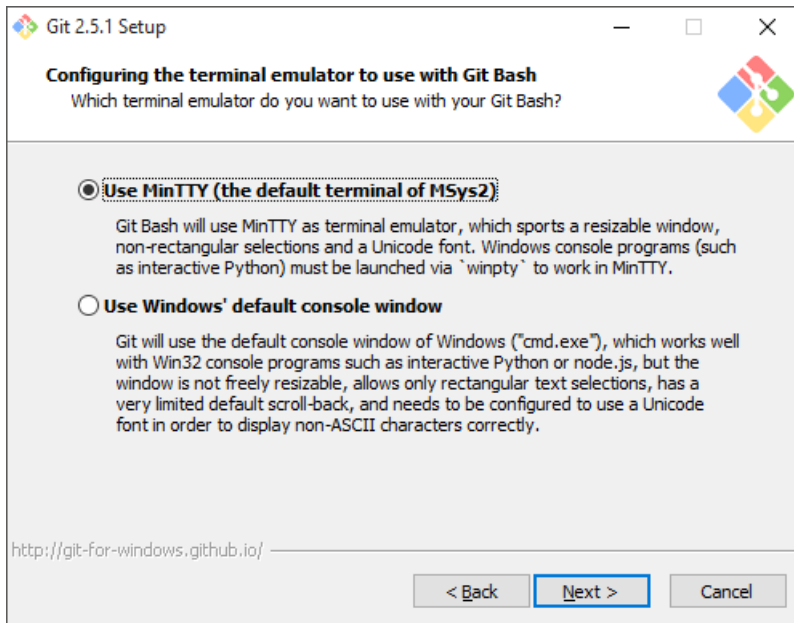 Git 2.5.1 Setup
Configuring the terminal emulator to use with Git Bash
Which terminal emulator do you want to use with your Git Bash?
Use MinTTY (the default terminal of MSys2)
Git Bash will use MinTTY as terminal emulator, which sports a resizable window,
non-rectangular selections and a Unicode font. Windows console programs (such
as interactive Python) must be launched via `winpty` to work in MinTTY.
Use Windows' default console window
Git will use the default console window of Windows ("cmd.exe"), which works well
with Win32 console programs such as interactive Python or node.js, but the
window is not freely resizable, allows only rectangular text selections, has a
very limited default scroll-back, and needs to be configured to use a Unicode
font in order to display non-ASCII characters correctly.
http://git-for-windows.github.io/
< Back Next > Cancel